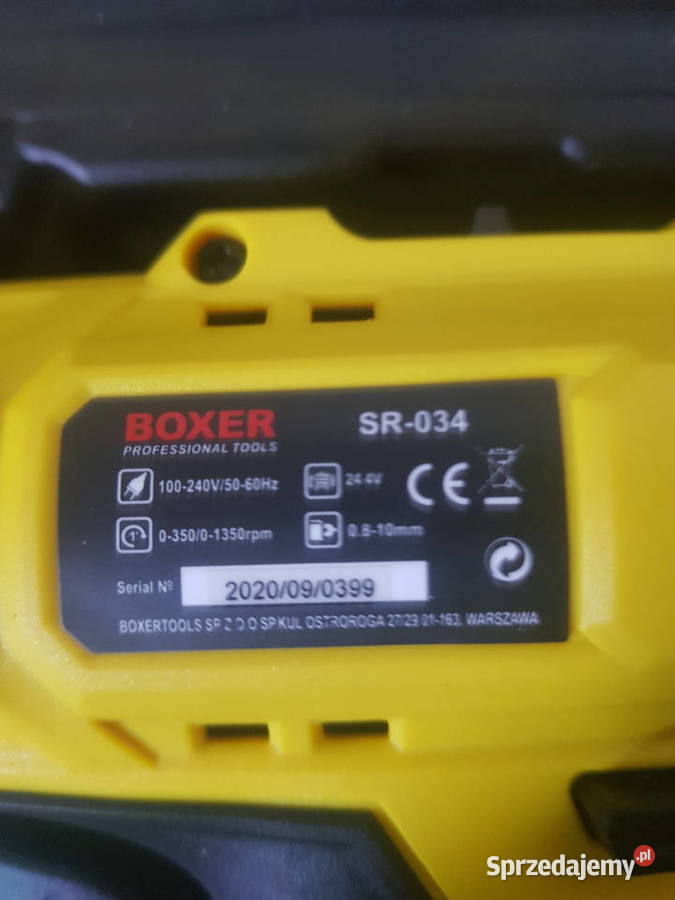 BOXER SR-034
PROFESSIONAL TOOLS
100-240V/50-60Hz 24.4V CE
0-350/0-1350rpm 0.8-10mm
Serial Nº 2020/09/0399
BOXERTOOLS SP Z O O SP.K UL OSTROROGA 27/29 01-163, WARSZAWA
Sprzedajemy.pl